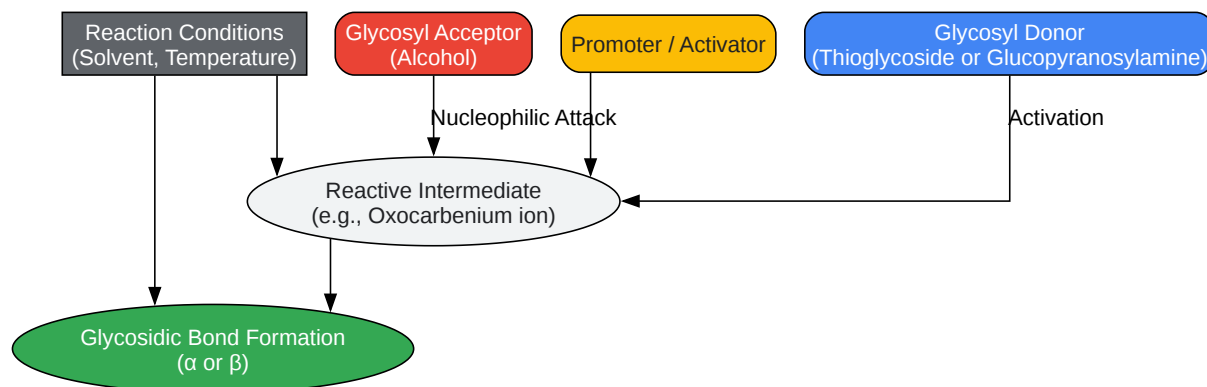 Reaction Conditions
(Solvent, Temperature)
Glycosyl Acceptor
(Alcohol)
Promoter / Activator
Glycosyl Donor
(Thioglycoside or Glucopyranosylamine)
Nucleophilic Attack
Activation
Reactive Intermediate
(e.g., Oxocarbenium ion)
Glycosidic Bond Formation
(α or β)